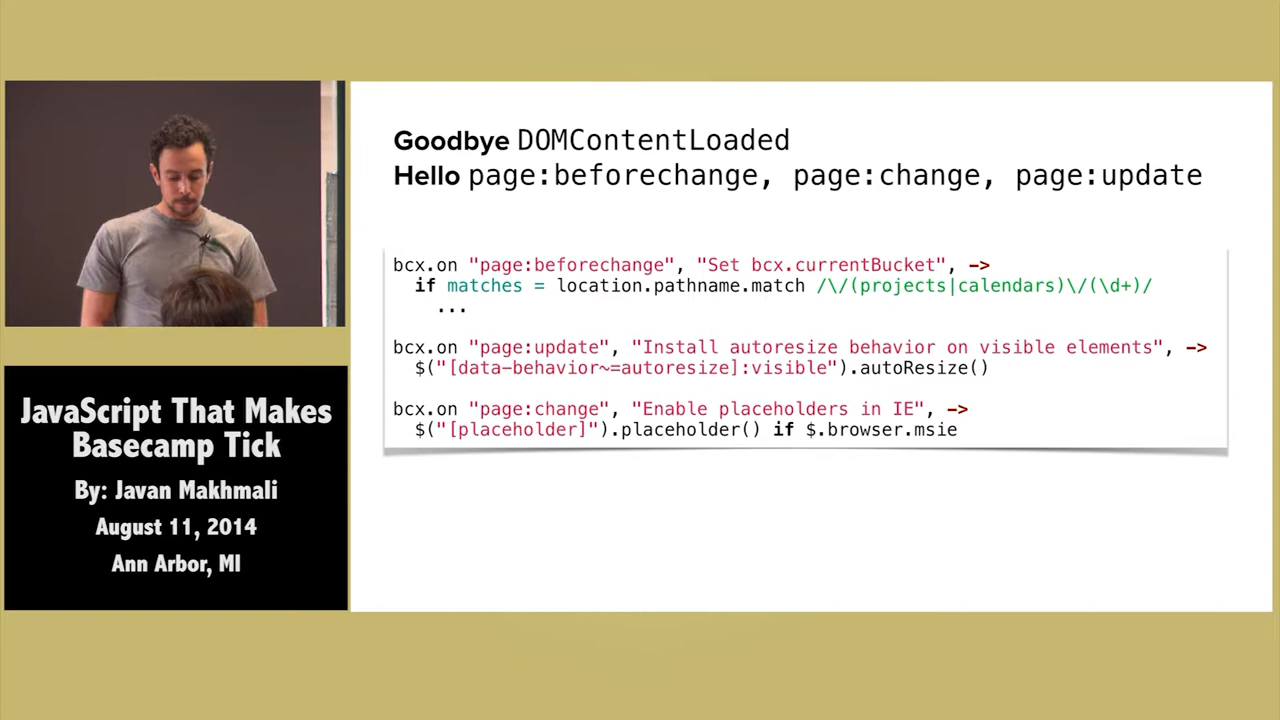 Goodbye DOMContentLoaded
Hello page:beforechange, page:change, page:update
bcx.on "page:beforechange", "Set bcx.currentBucket", ->
if matches = location.pathname.match /\/(projects|calendars)\/(\d+)/
...
bcx.on "page:update", "Install autoresize behavior on visible elements", ->
$("[data-behavior~=autoresize]:visible").autoResize()
bcx.on "page:change", "Enable placeholders in IE", ->
$("[placeholder]").placeholder() if $.browser.msie
JavaScript That Makes
Basecamp Tick
By: Javan Makhmali
August 11, 2014
Ann Arbor, MI